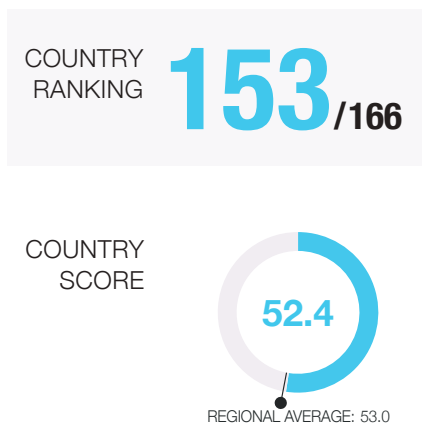 COUNTRY
RANKING
153/166
COUNTRY
SCORE
52.4
REGIONAL AVERAGE: 53.0